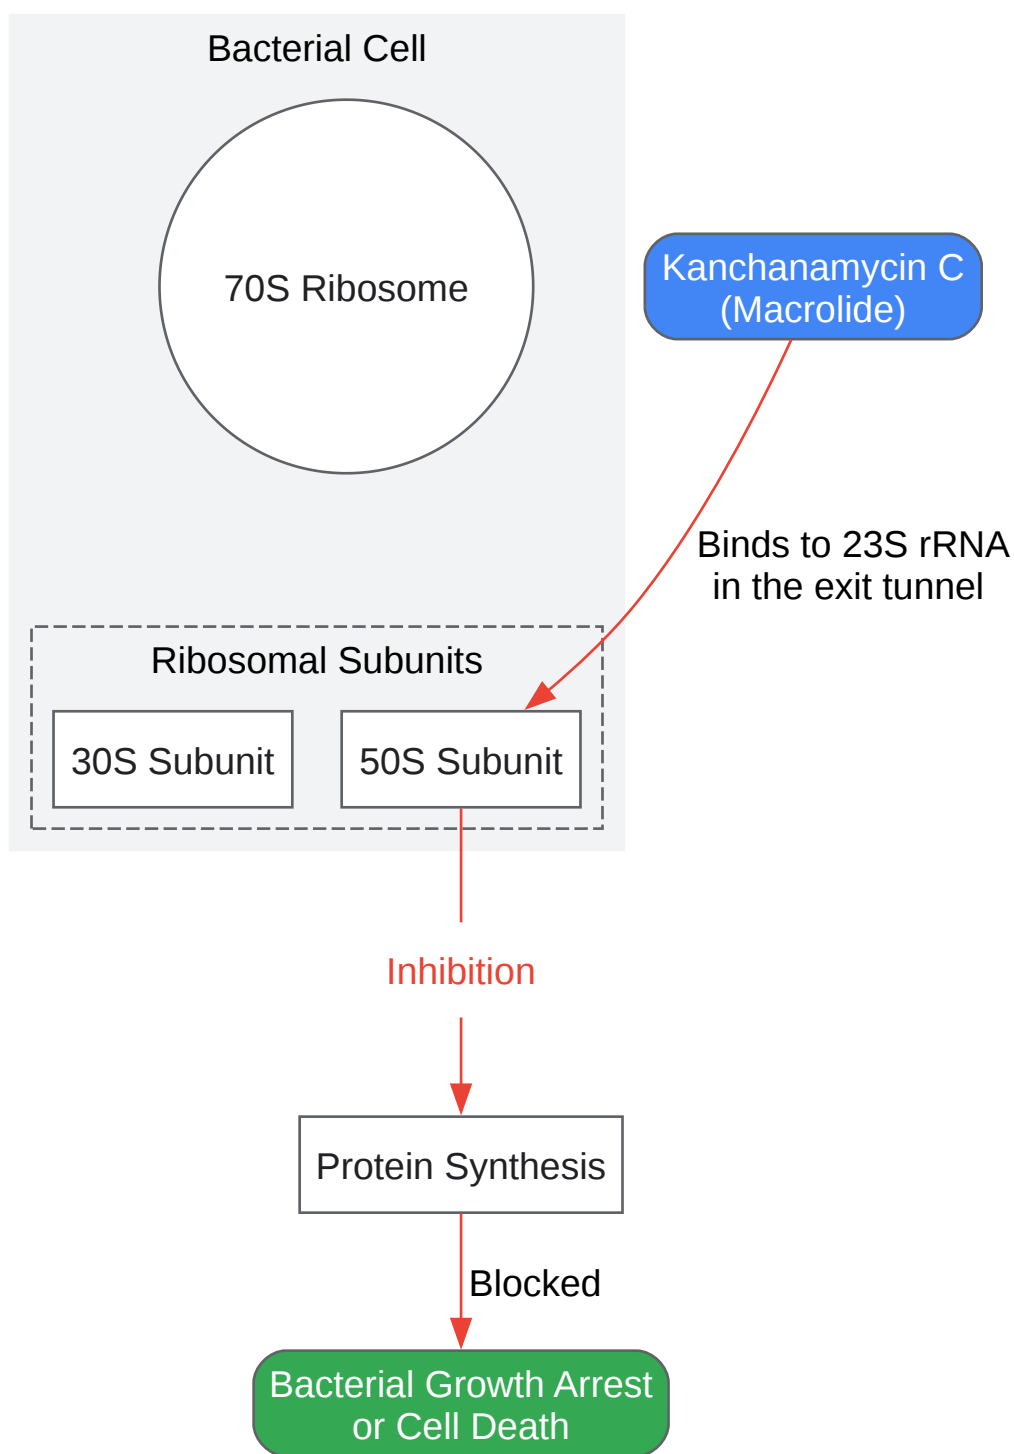 Bacterial Cell
70S Ribosome
Kanchanamycin C
(Macrolide)
Binds to 23S rRNA
in the exit tunnel
Ribosomal Subunits
30S Subunit
50S Subunit
Inhibition
Protein Synthesis
Blocked
Bacterial Growth Arrest
or Cell Death